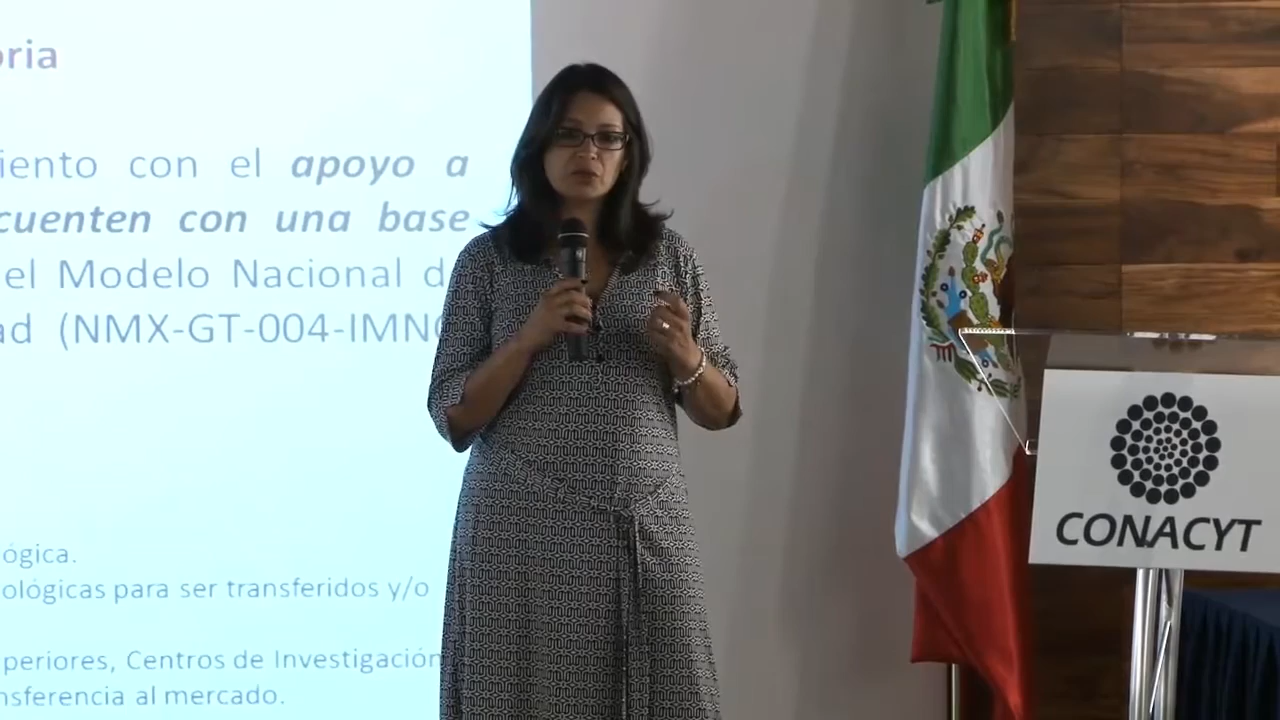 oria
iento con el apoyo a
cuenten con una base
el Modelo Nacional d
ad (NMX-GT-004-IMN
ógica.
ológicas para ser transferidos y/o
periores, Centros de Investigación
nsferencia al mercado.
CONACYT